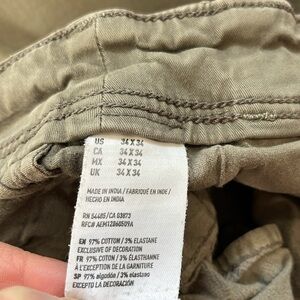 US 34 X 34
CA 34 X 34
MX 34 X 34
UK 34 X 34
MADE IN INDIA / FABRIQUÉ EN INDE /
HECHO EN INDIA
RN 54485 / CA 03873
RFC# AEM1ZB60509A
EN 97% COTTON / 3% ELASTANE
EXCLUSIVE OF DECORATION
FR 97% COTON / 3% ÉLASTHANNE
À L'EXCEPTION DE LA GARNITURE
SP 97% algodón / 3% elastano
EXCEPTO LA DECORACIÓN